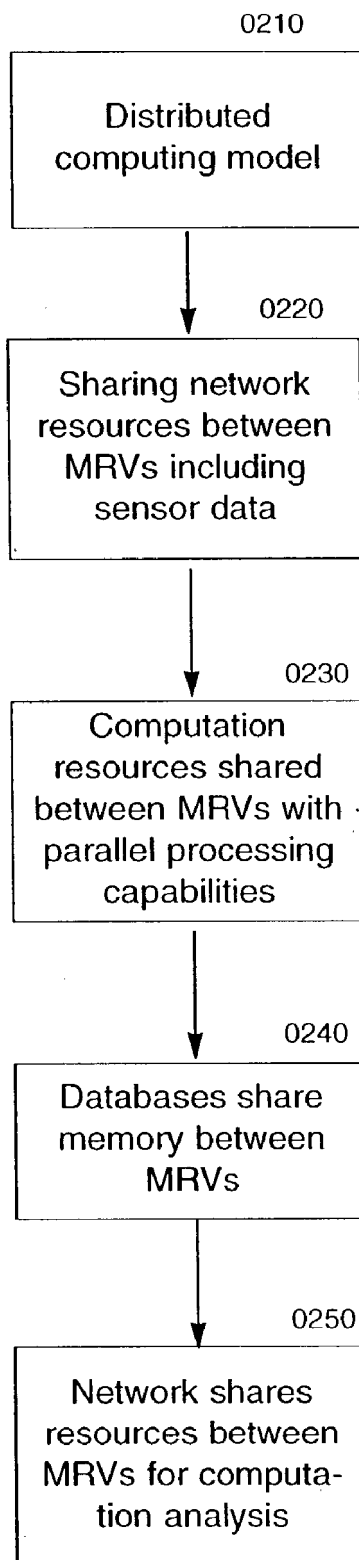 0210
Distributed
computing model
0220
Sharing network
resources between
MRVs including
sensor data
0230
Computation
resources shared
between MRVs with
parallel processing
capabilities
0240
Databases share
memory between
MRVs
0250
Network shares
resources between
MRVs for computa-
tion analysis